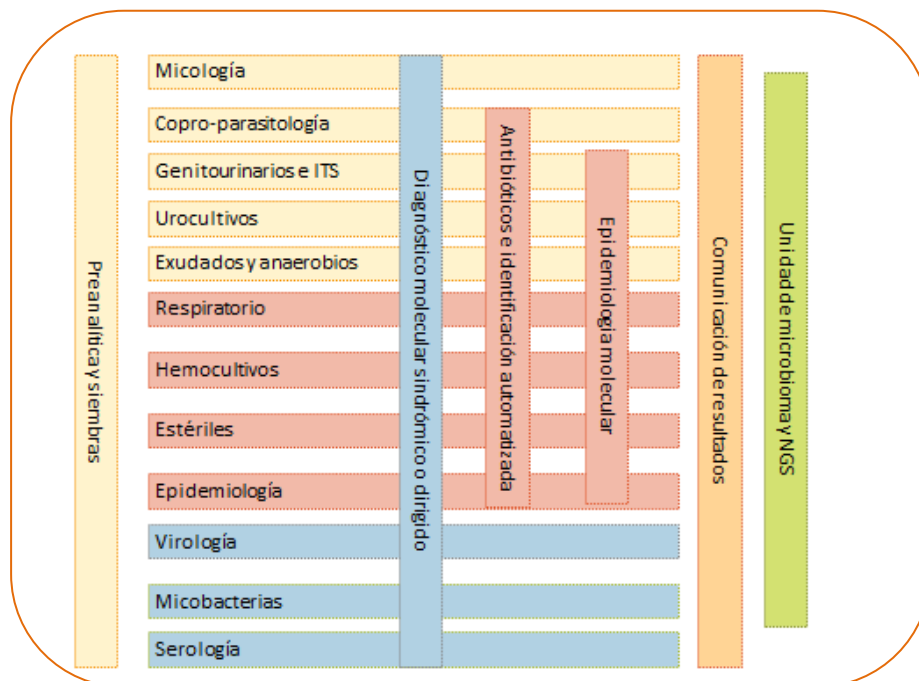 Preanalítica y siembras
Micología
Copro-parasitología
Genitourinarios e ITS
Urocultivos
Exudados y anaerobios
Respiratorio
Hemocultivos
Estériles
Epidemiología
Virología
Micobacterias
Serología
Diagnóstico molecular sindrómico o dirigido
Antibióticos e identificación automatizada
Epidemiologia molecular
Comunicación de resultados
Unidad de microbioma y NGS